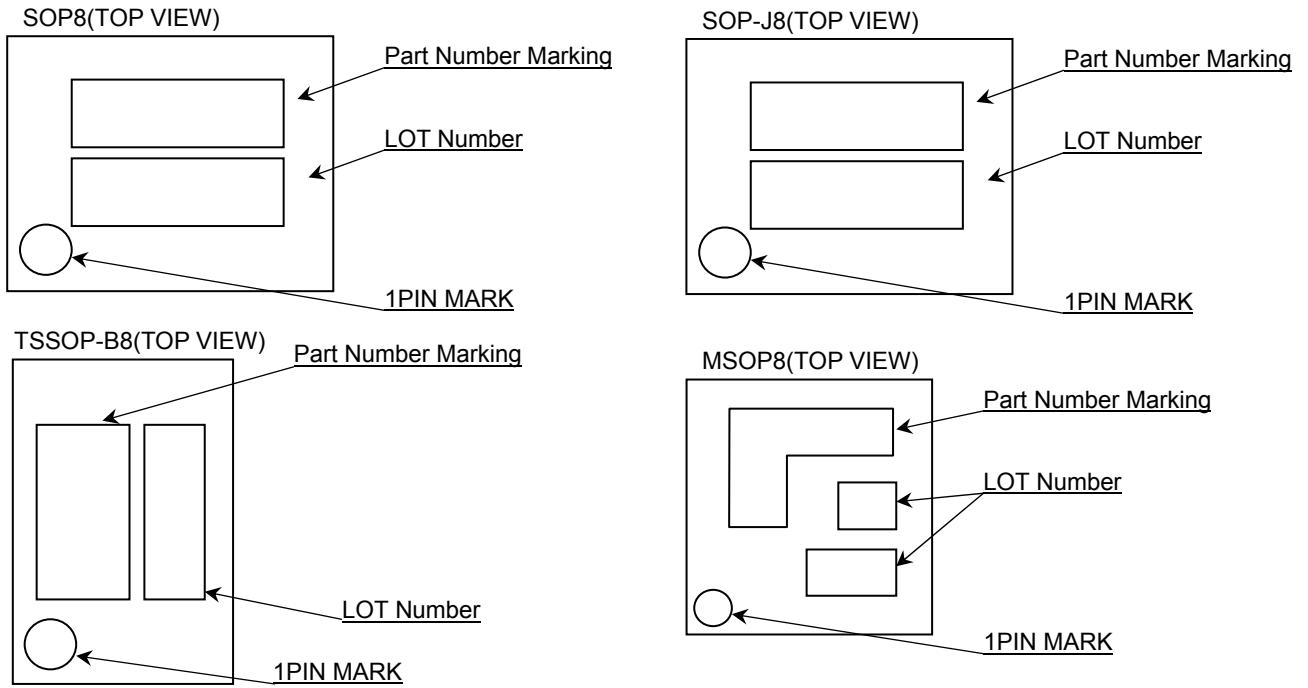 SOP8(TOP VIEW)
Part Number Marking
LOT Number
1PIN MARK
SOP-J8(TOP VIEW)
Part Number Marking
LOT Number
1PIN MARK
TSSOP-B8(TOP VIEW)
Part Number Marking
LOT Number
1PIN MARK
MSOP8(TOP VIEW)
Part Number Marking
LOT Number
1PIN MARK